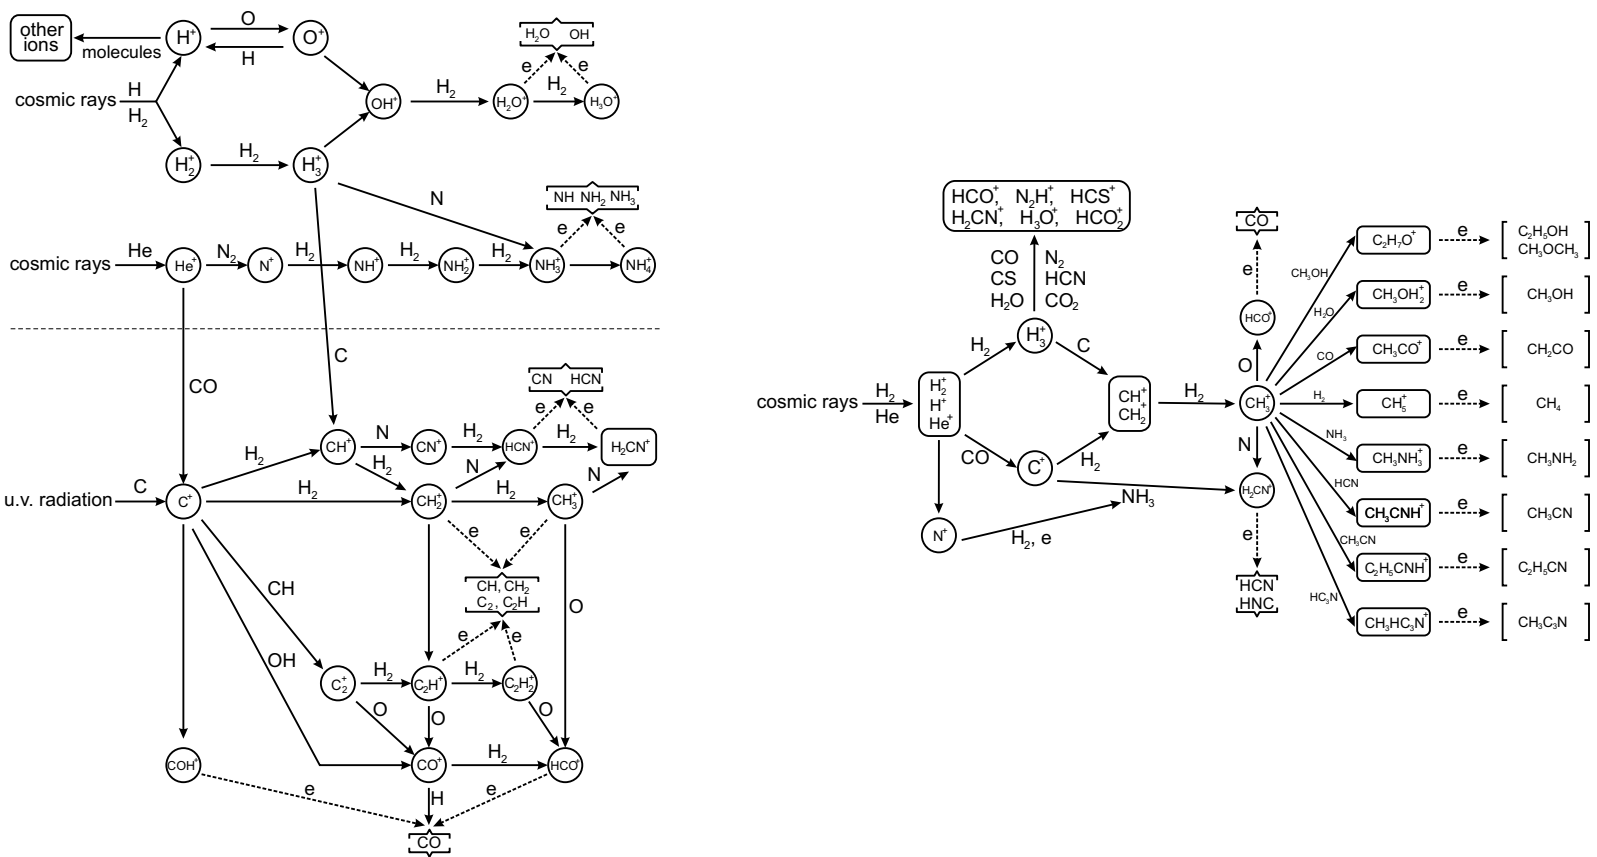 other
ions
molecules
H⁺
O
H
O⁺
H₂O OH
e e
cosmic rays
H
H₂
OH⁺
H₂
H₂O⁺
H₂
H₃O⁺
H₂⁺
H₂
H₃⁺
N
NH NH₂ NH₃
e e
cosmic rays
He
He⁺
N₂
N⁺
H₂
NH⁺
H₂
NH₂⁺
H₂
NH₃⁺
NH₄⁺
CO
C
CN HCN
e e
H₂
CH⁺
N
CN⁺
H₂
HCN⁺
H₂
H₂CN⁺
H₂
N
N
u.v. radiation
C
C⁺
H₂
CH₂⁺
H₂
CH₃⁺
e e
CH, CH₂
C₂, C₂H
CH
O
e e
OH
C₂⁺
H₂
C₂H⁺
H₂
C₂H₂⁺
O
O
O
COH⁺
CO⁺
H₂
HCO⁺
e
H
e
CO
HCO⁺, N₂H⁺, HCS⁺
H₂CN⁺, H₃O⁺, HCO₂⁺
CO N₂
CS HCN
H₂O CO₂
H₃⁺
H₂
C
cosmic rays
H₂
He
H₂⁺
H⁺
He⁺
CH⁺
CH₂⁺
H₂
CH₃⁺
CO
C⁺
H₂
NH₃
N⁺
H₂, e
CO
e
HCO⁺
O
N
H₂CN⁺
e
HCN
HNC
CH₃OH
C₂H₇O⁺
e
C₂H₅OH
CH₃OCH₃
H₂O
CH₃OH₂⁺
e
CH₃OH
CO
CH₃CO⁺
e
CH₂CO
H₂
CH₅⁺
e
CH₄
NH₃
CH₃NH₃⁺
e
CH₃NH₂
HCN
CH₃CNH⁺
e
CH₃CN
CH₃CN
C₂H₅CNH⁺
e
C₂H₅CN
HC₃N
CH₃HC₃N⁺
e
CH₃C₃N